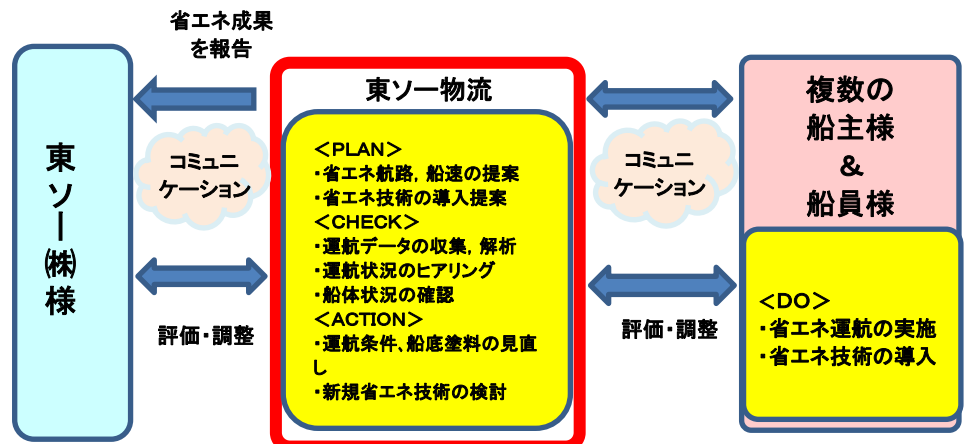 省エネ成果
を報告
東ソー㈱様
コミュニ
ケーション
評価・調整
東ソー物流
<PLAN>
・省エネ航路，船速の提案
・省エネ技術の導入提案
<CHECK>
・運航データの収集，解析
・運航状況のヒアリング
・船体状況の確認
<ACTION>
・運航条件、船底塗料の見直
し
・新規省エネ技術の検討
コミュニ
ケーション
評価・調整
複数の
船主様
＆
船員様
<DO>
・省エネ運航の実施
・省エネ技術の導入